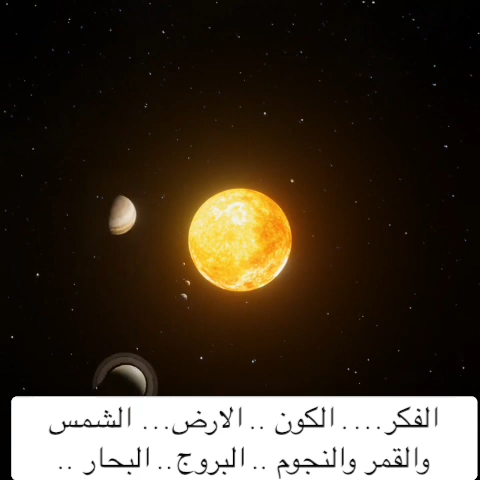 الفكر.... الكون .. الارض... الشمس
والقمر والنجوم .. البروج.. البحار ..